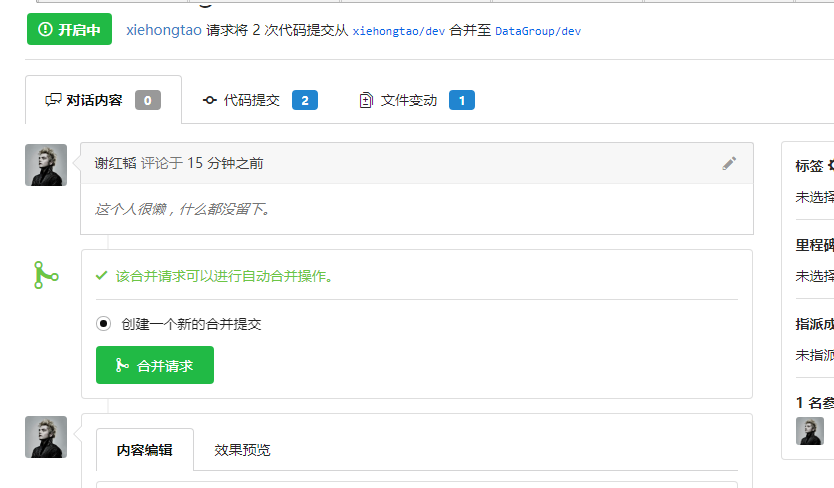 开启中 xiehongtao 请求将 2 次代码提交从 xiehongtao/dev 合并至 DataGroup/dev
对话内容 0 代码提交 2 文件变动 1
谢红韬 评论于 15 分钟之前
这个人很懒，什么都没留下。
该合并请求可以进行自动合并操作。
创建一个新的合并提交
合并请求
内容编辑 效果预览
标签
未选择
里程碑
未选择
指派成
未指派
1 名参